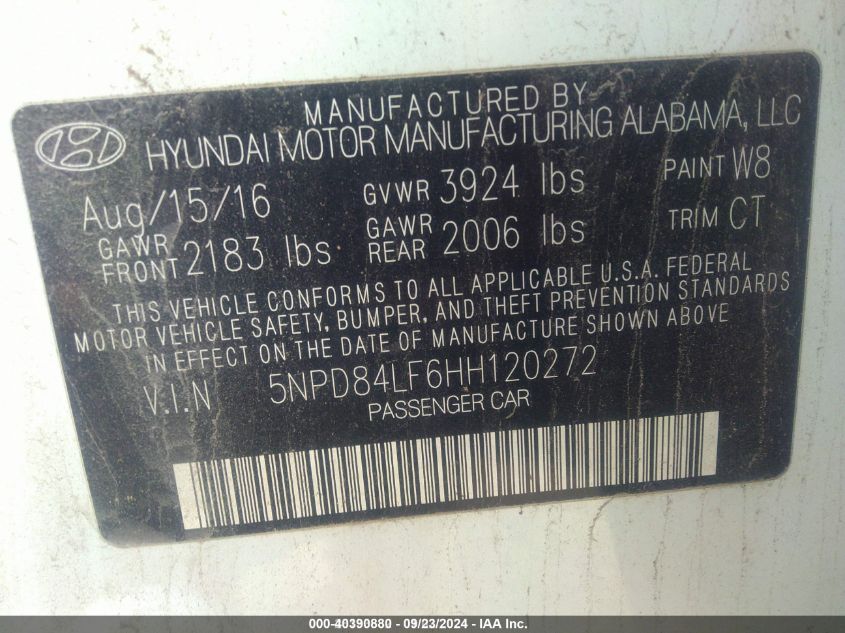 MANUFACTURED BY
HYUNDAI MOTOR MANUFACTURING ALABAMA, LLC
Aug/15/16 GVWR 3924 lbs PAINT W8
GAWR FRONT 2183 lbs GAWR REAR 2006 lbs TRIM CT
THIS VEHICLE CONFORMS TO ALL APPLICABLE U.S.A. FEDERAL
MOTOR VEHICLE SAFETY, BUMPER, AND THEFT PREVENTION STANDARDS
IN EFFECT ON THE DATE OF MANUFACTURE SHOWN ABOVE
V.I.N 5NPD84LF6HH120272
PASSENGER CAR
000-40390880 - 09/23/2024 - IAA Inc.